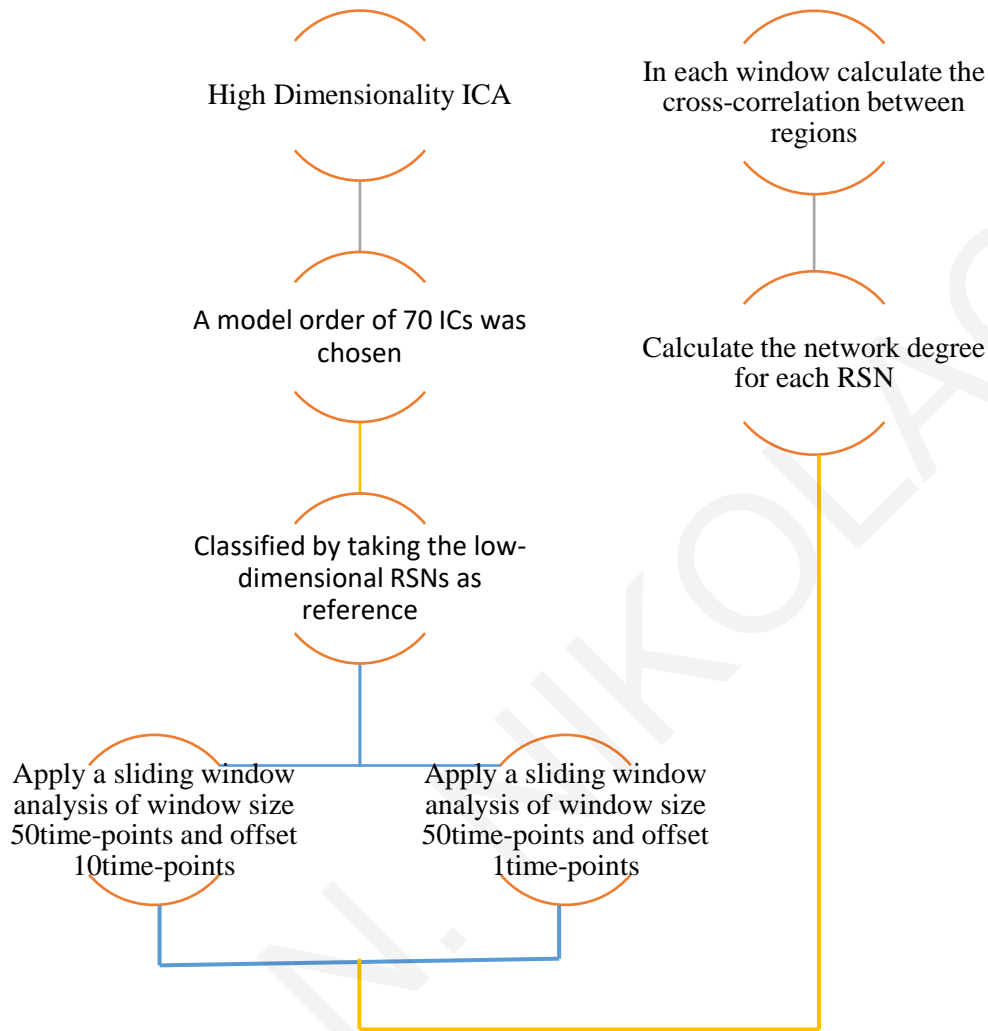 High Dimensionality ICA
A model order of 70 ICs was
chosen
Classified by taking the low-
dimensional RSNs as
reference
Apply a sliding window
analysis of window size
50time-points and offset
10time-points
Apply a sliding window
analysis of window size
50time-points and offset
1time-points
In each window calculate the
cross-correlation between
regions
Calculate the network degree
for each RSN
N. NIKOLAO